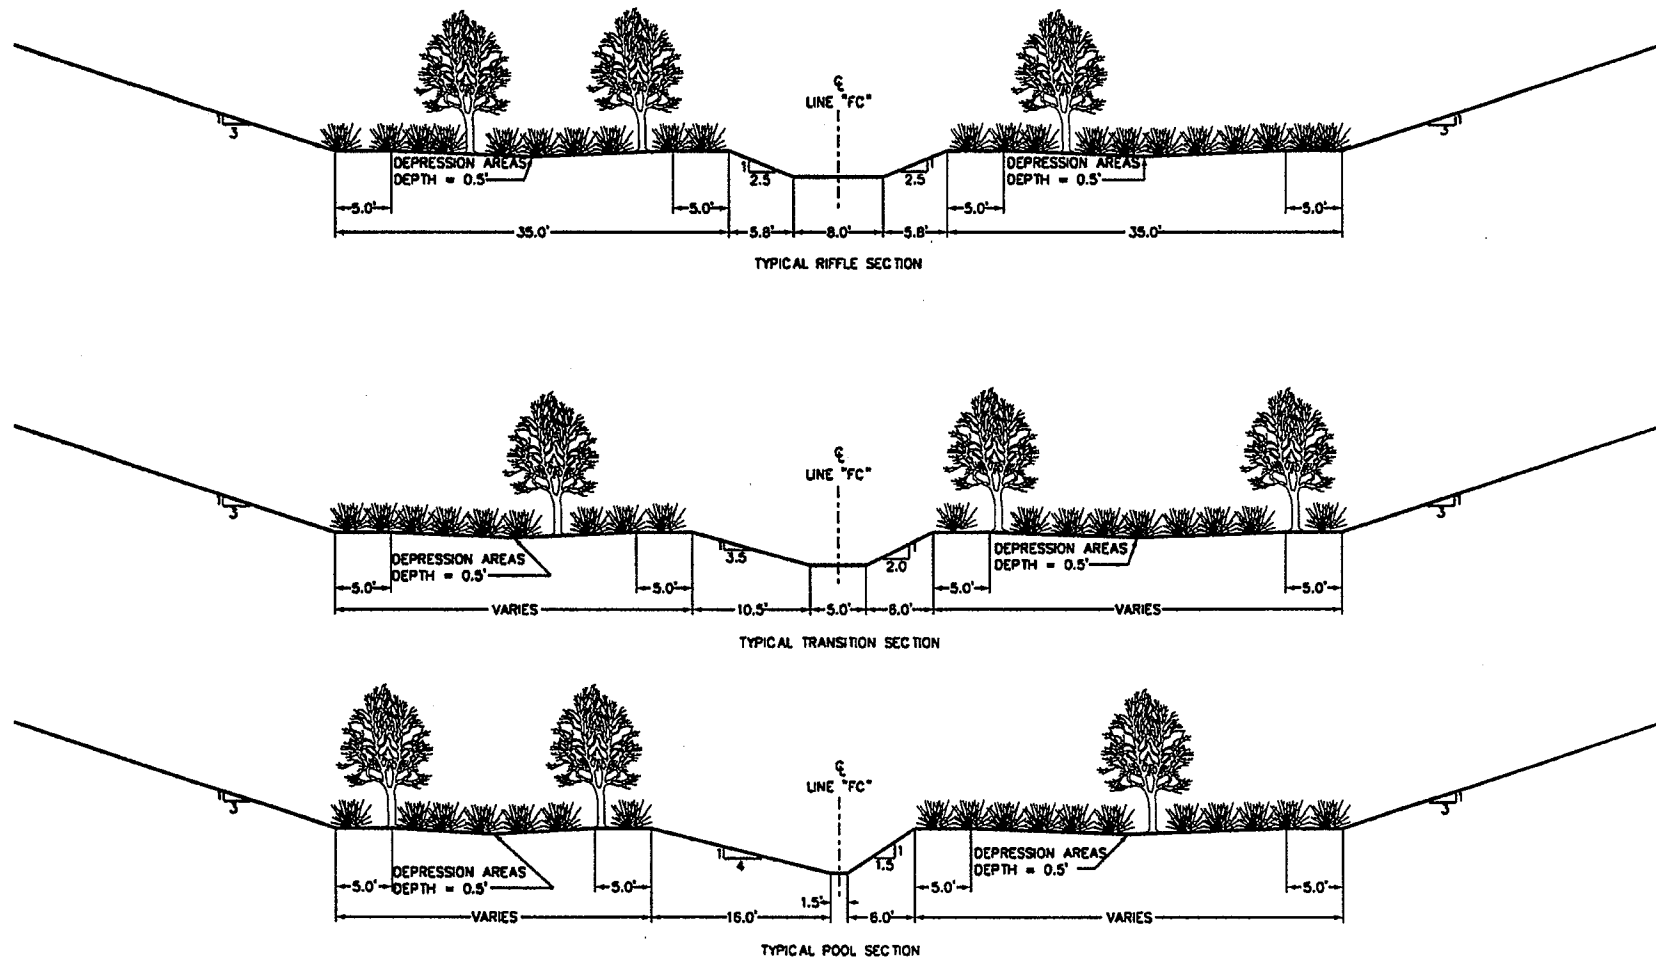 ℄
LINE "FC"
1
3
1
3
DEPRESSION AREAS
DEPTH = 0.5'
1
2.5
1
2.5
DEPRESSION AREAS
DEPTH = 0.5'
5.0'
5.0'
5.0'
5.0'
35.0'
5.8'
8.0'
5.8'
35.0'
TYPICAL RIFFLE SECTION
℄
LINE "FC"
1
3
1
3
1
3.5
1
2.0
DEPRESSION AREAS
DEPTH = 0.5'
DEPRESSION AREAS
DEPTH = 0.5'
5.0'
5.0'
5.0'
5.0'
VARIES
10.5'
5.0'
6.0'
VARIES
TYPICAL TRANSITION SECTION
℄
LINE "FC"
1
3
1
3
1
4
1
1.5
DEPRESSION AREAS
DEPTH = 0.5'
DEPRESSION AREAS
DEPTH = 0.5'
5.0'
5.0'
5.0'
5.0'
1.5'
VARIES
16.0'
6.0'
VARIES
TYPICAL POOL SECTION